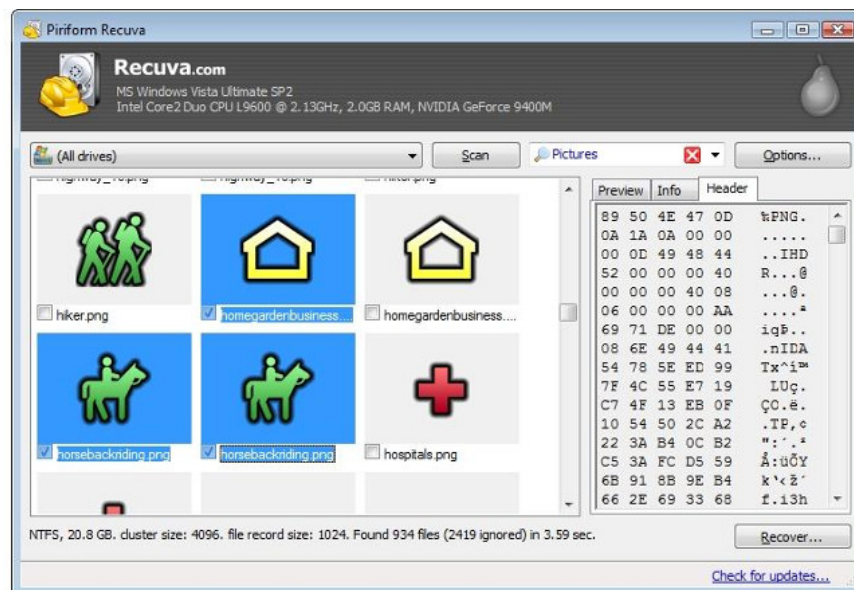 Piriform Recuva
Recuva.com
MS Windows Vista Ultimate SP2
Intel Core2 Duo CPU L9600 @ 2.13GHz, 2.0GB RAM, NVIDIA GeForce 9400M
(All drives)
Scan
Pictures
Options...
hiker.png
homegardenbusiness....
homegardenbusiness....
horsebackriding.png
horsebackriding.png
hospitals.png
Preview Info Header
89 50 4E 47 0D ‰PNG.
0A 1A 0A 00 00 .....
00 0D 49 48 44 ..IHD
52 00 00 00 40 R...@
00 00 00 40 08 ...@.
06 00 00 00 AA ....ª
69 71 DE 00 00 iqÞ..
08 6E 49 44 41 .nIDA
54 78 5E ED 99 Tx^í™
7F 4C 55 E7 19 LUç.
C7 4F 13 EB 0F ÇO.ë.
10 54 50 2C A2 .TP,¢
22 3A B4 0C B2 ":´.²
C5 3A FC D5 59 Å:üÕY
6B 91 8B 9E B4 k‘‹ž´
66 2E 69 33 68 f.i3h
NTFS, 20.8 GB. cluster size: 4096. file record size: 1024. Found 934 files (2419 ignored) in 3.59 sec.
Recover...
Check for updates...